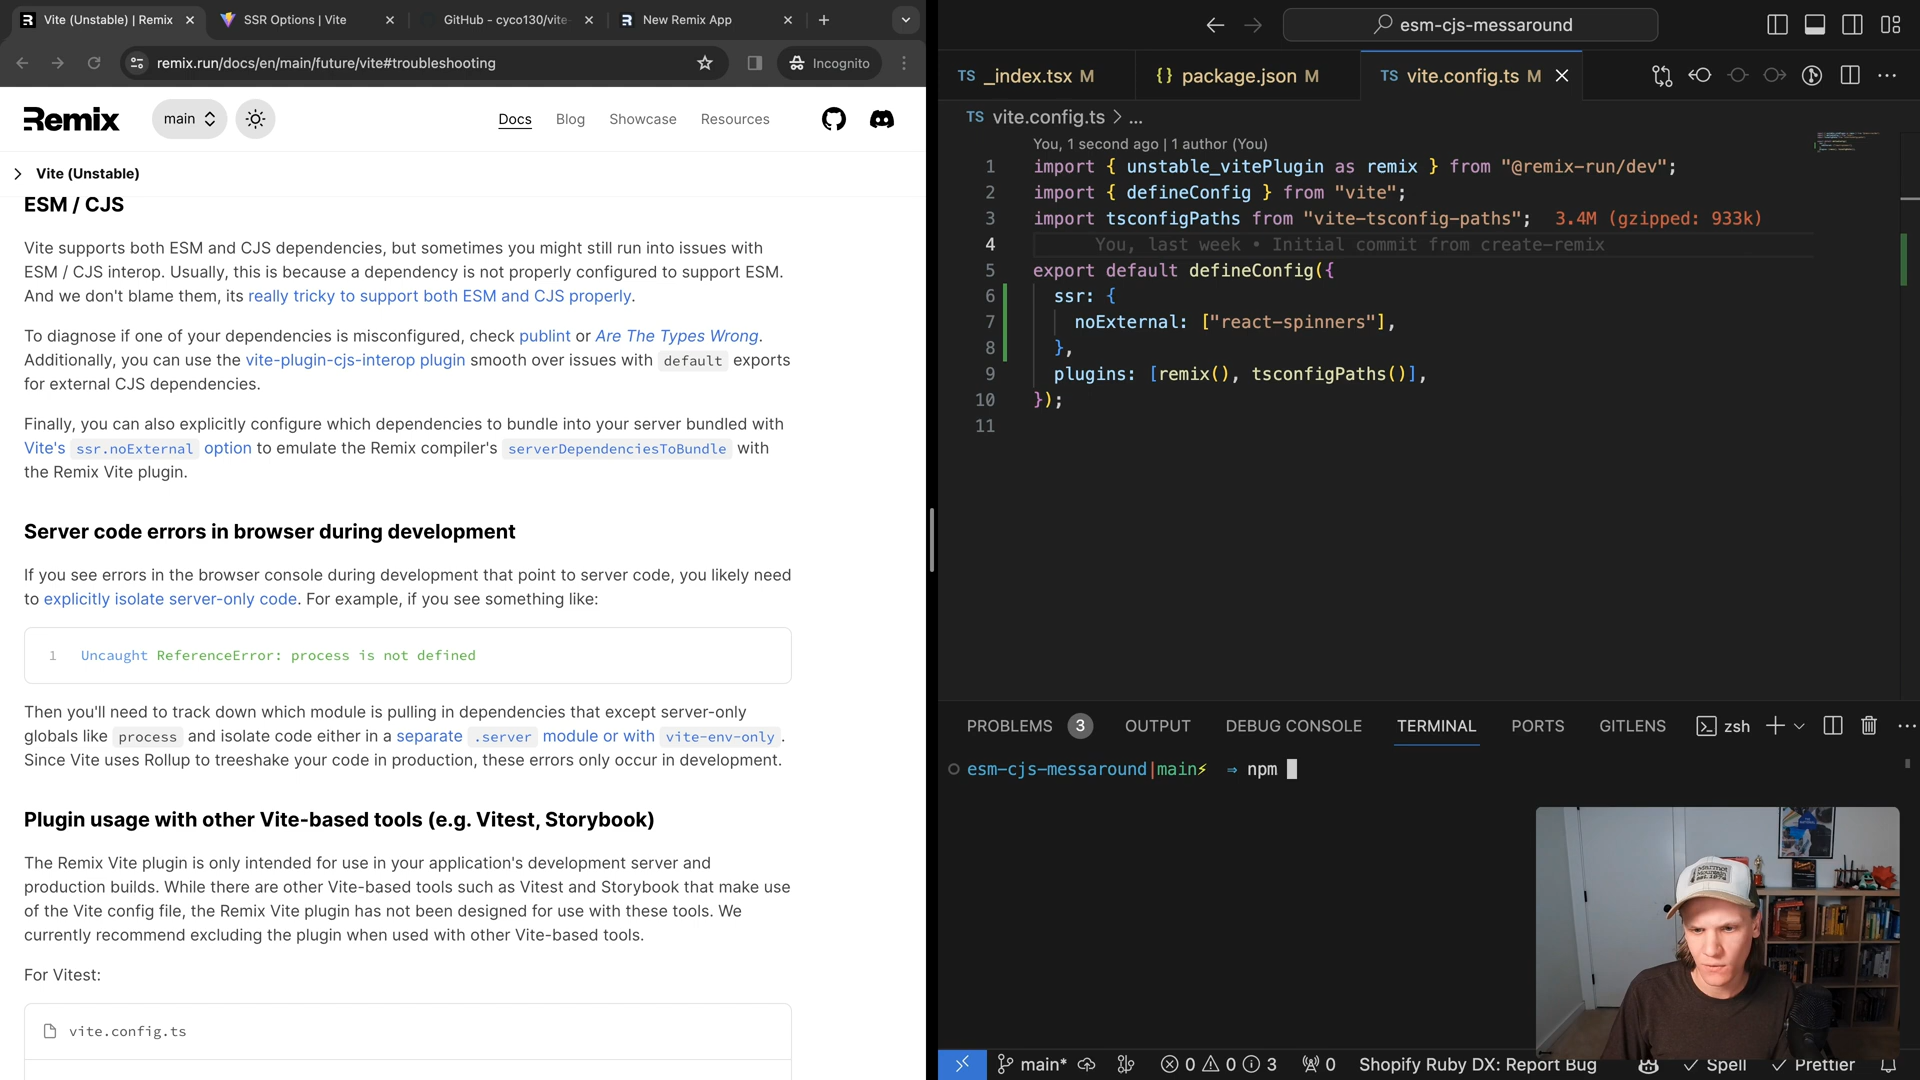 Vite (Unstable) | Remix
SSR Options | Vite
GitHub - cyco130/vite-
New Remix App
remix.run/docs/en/main/future/vite#troubleshooting
Incognito
Remix
main
Docs
Blog
Showcase
Resources
Vite (Unstable)
ESM / CJS
Vite supports both ESM and CJS dependencies, but sometimes you might still run into issues with
ESM / CJS interop. Usually, this is because a dependency is not properly configured to support ESM.
And we don't blame them, its really tricky to support both ESM and CJS properly.
To diagnose if one of your dependencies is misconfigured, check publint or Are The Types Wrong.
Additionally, you can use the vite-plugin-cjs-interop plugin smooth over issues with default exports
for external CJS dependencies.
Finally, you can also explicitly configure which dependencies to bundle into your server bundled with
Vite's ssr.noExternal option to emulate the Remix compiler's serverDependenciesToBundle with
the Remix Vite plugin.
Server code errors in browser during development
If you see errors in the browser console during development that point to server code, you likely need
to explicitly isolate server-only code. For example, if you see something like:
1 Uncaught ReferenceError: process is not defined
Then you'll need to track down which module is pulling in dependencies that except server-only
globals like process and isolate code either in a separate .server module or with vite-env-only.
Since Vite uses Rollup to treeshake your code in production, these errors only occur in development.
Plugin usage with other Vite-based tools (e.g. Vitest, Storybook)
The Remix Vite plugin is only intended for use in your application's development server and
production builds. While there are other Vite-based tools such as Vitest and Storybook that make use
of the Vite config file, the Remix Vite plugin has not been designed for use with these tools. We
currently recommend excluding the plugin when used with other Vite-based tools.
For Vitest:
vite.config.ts
esm-cjs-messaround
TS _index.tsx M
{} package.json M
TS vite.config.ts M
TS vite.config.ts > ...
You, 1 second ago | 1 author (You)
1 import { unstable_vitePlugin as remix } from "@remix-run/dev";
2 import { defineConfig } from "vite";
3 import tsconfigPaths from "vite-tsconfig-paths"; 3.4M (gzipped: 933k)
4 You, last week • Initial commit from create-remix
5 export default defineConfig({
6 ssr: {
7 noExternal: ["react-spinners"],
8 },
9 plugins: [remix(), tsconfigPaths()],
10 });
11
PROBLEMS 3
OUTPUT
DEBUG CONSOLE
TERMINAL
PORTS
GITLENS
zsh
esm-cjs-messaround|main⚡ ⇒ npm
main*
0 0 3
0
Shopify Ruby DX: Report Bug
Spell
Prettier